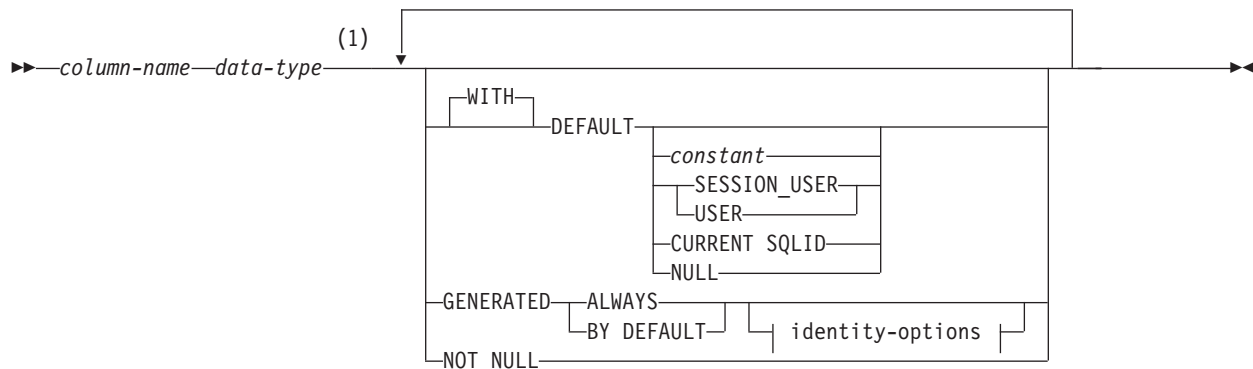 (1)
column-name data-type
WITH
DEFAULT
constant
SESSION_USER
USER
CURRENT SQLID
NULL
GENERATED ALWAYS
BY DEFAULT
identity-options
NOT NULL